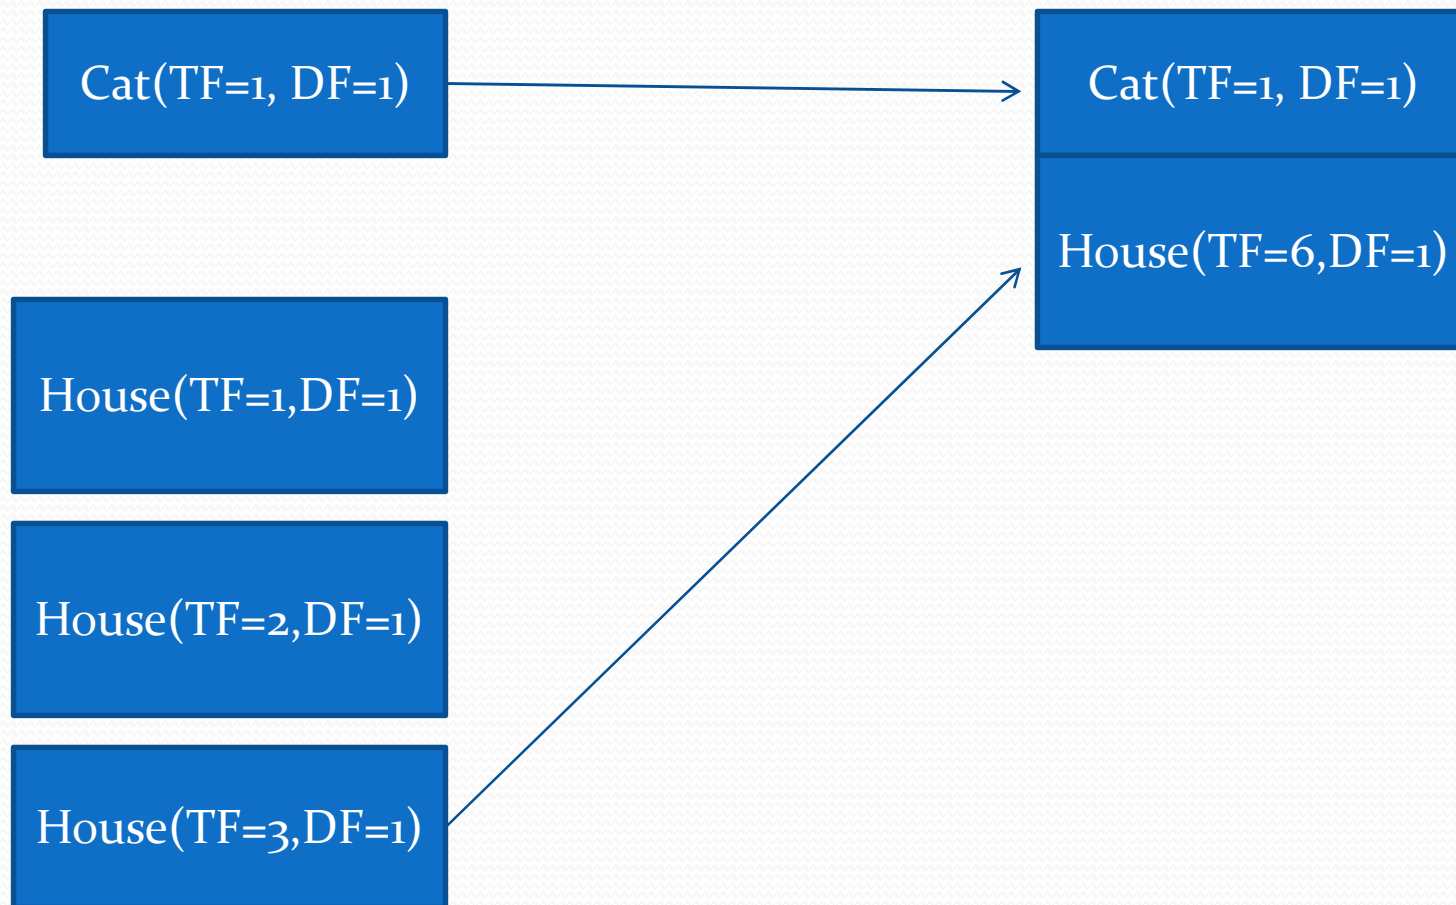 Cat(TF=1, DF=1)
House(TF=1,DF=1)
House(TF=2,DF=1)
House(TF=3,DF=1)
Cat(TF=1, DF=1)
House(TF=6,DF=1)